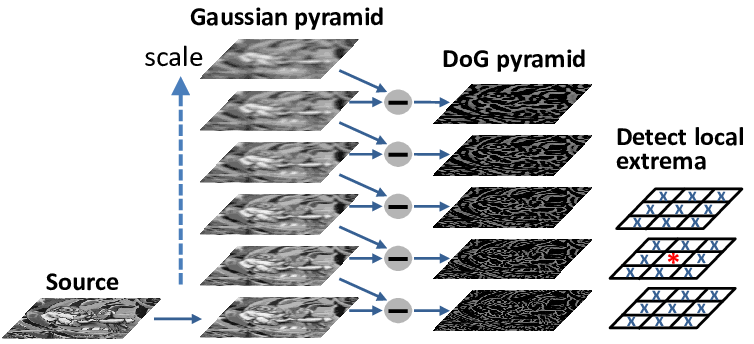 Gaussian pyramid
scale
DoG pyramid
Detect local
extrema
x x x
x x x
x x x
x x x
x * x
x x x
Source
x x x
x x x
x x x